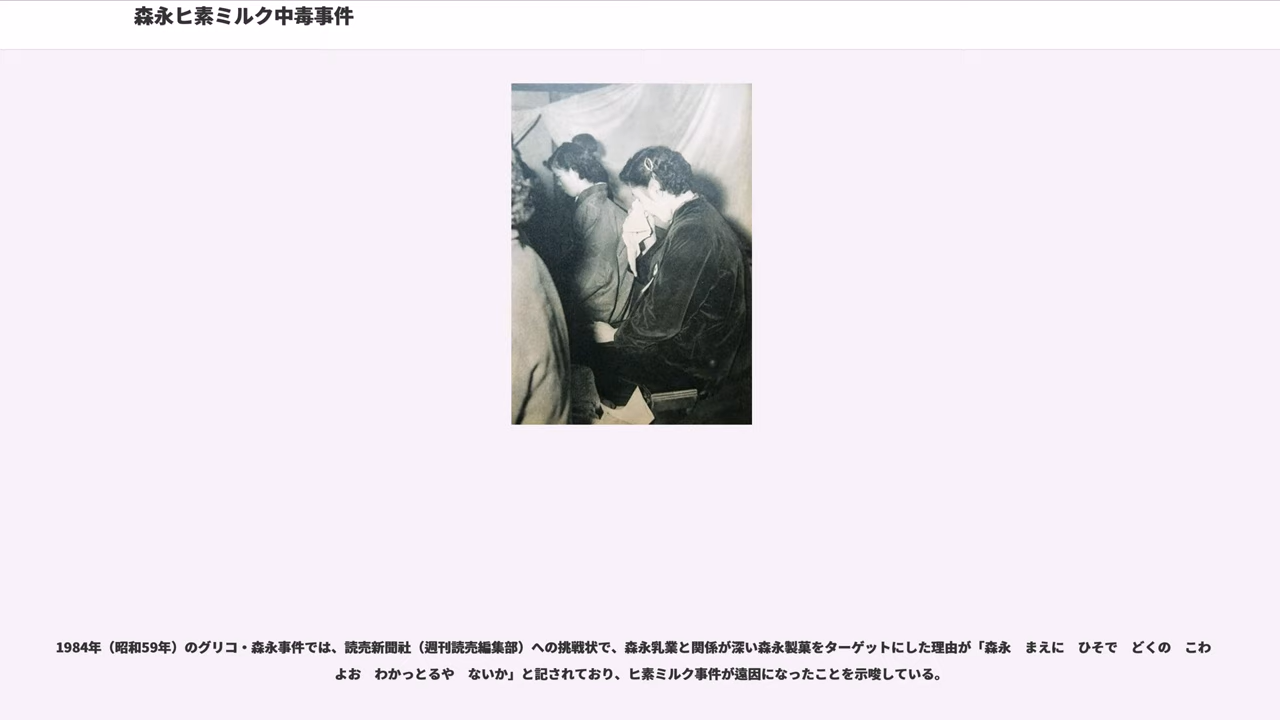 森永ヒ素ミルク中毒事件
1984年（昭和59年）のグリコ・森永事件では、読売新聞社（週刊読売編集部）への挑戦状で、森永乳業と関係が深い森永製菓をターゲットにした理由が「森永　まえに　ひそで　どくの　こわ
よお　わかっとるや　ないか」と記されており、ヒ素ミルク事件が遠因になったことを示唆している。